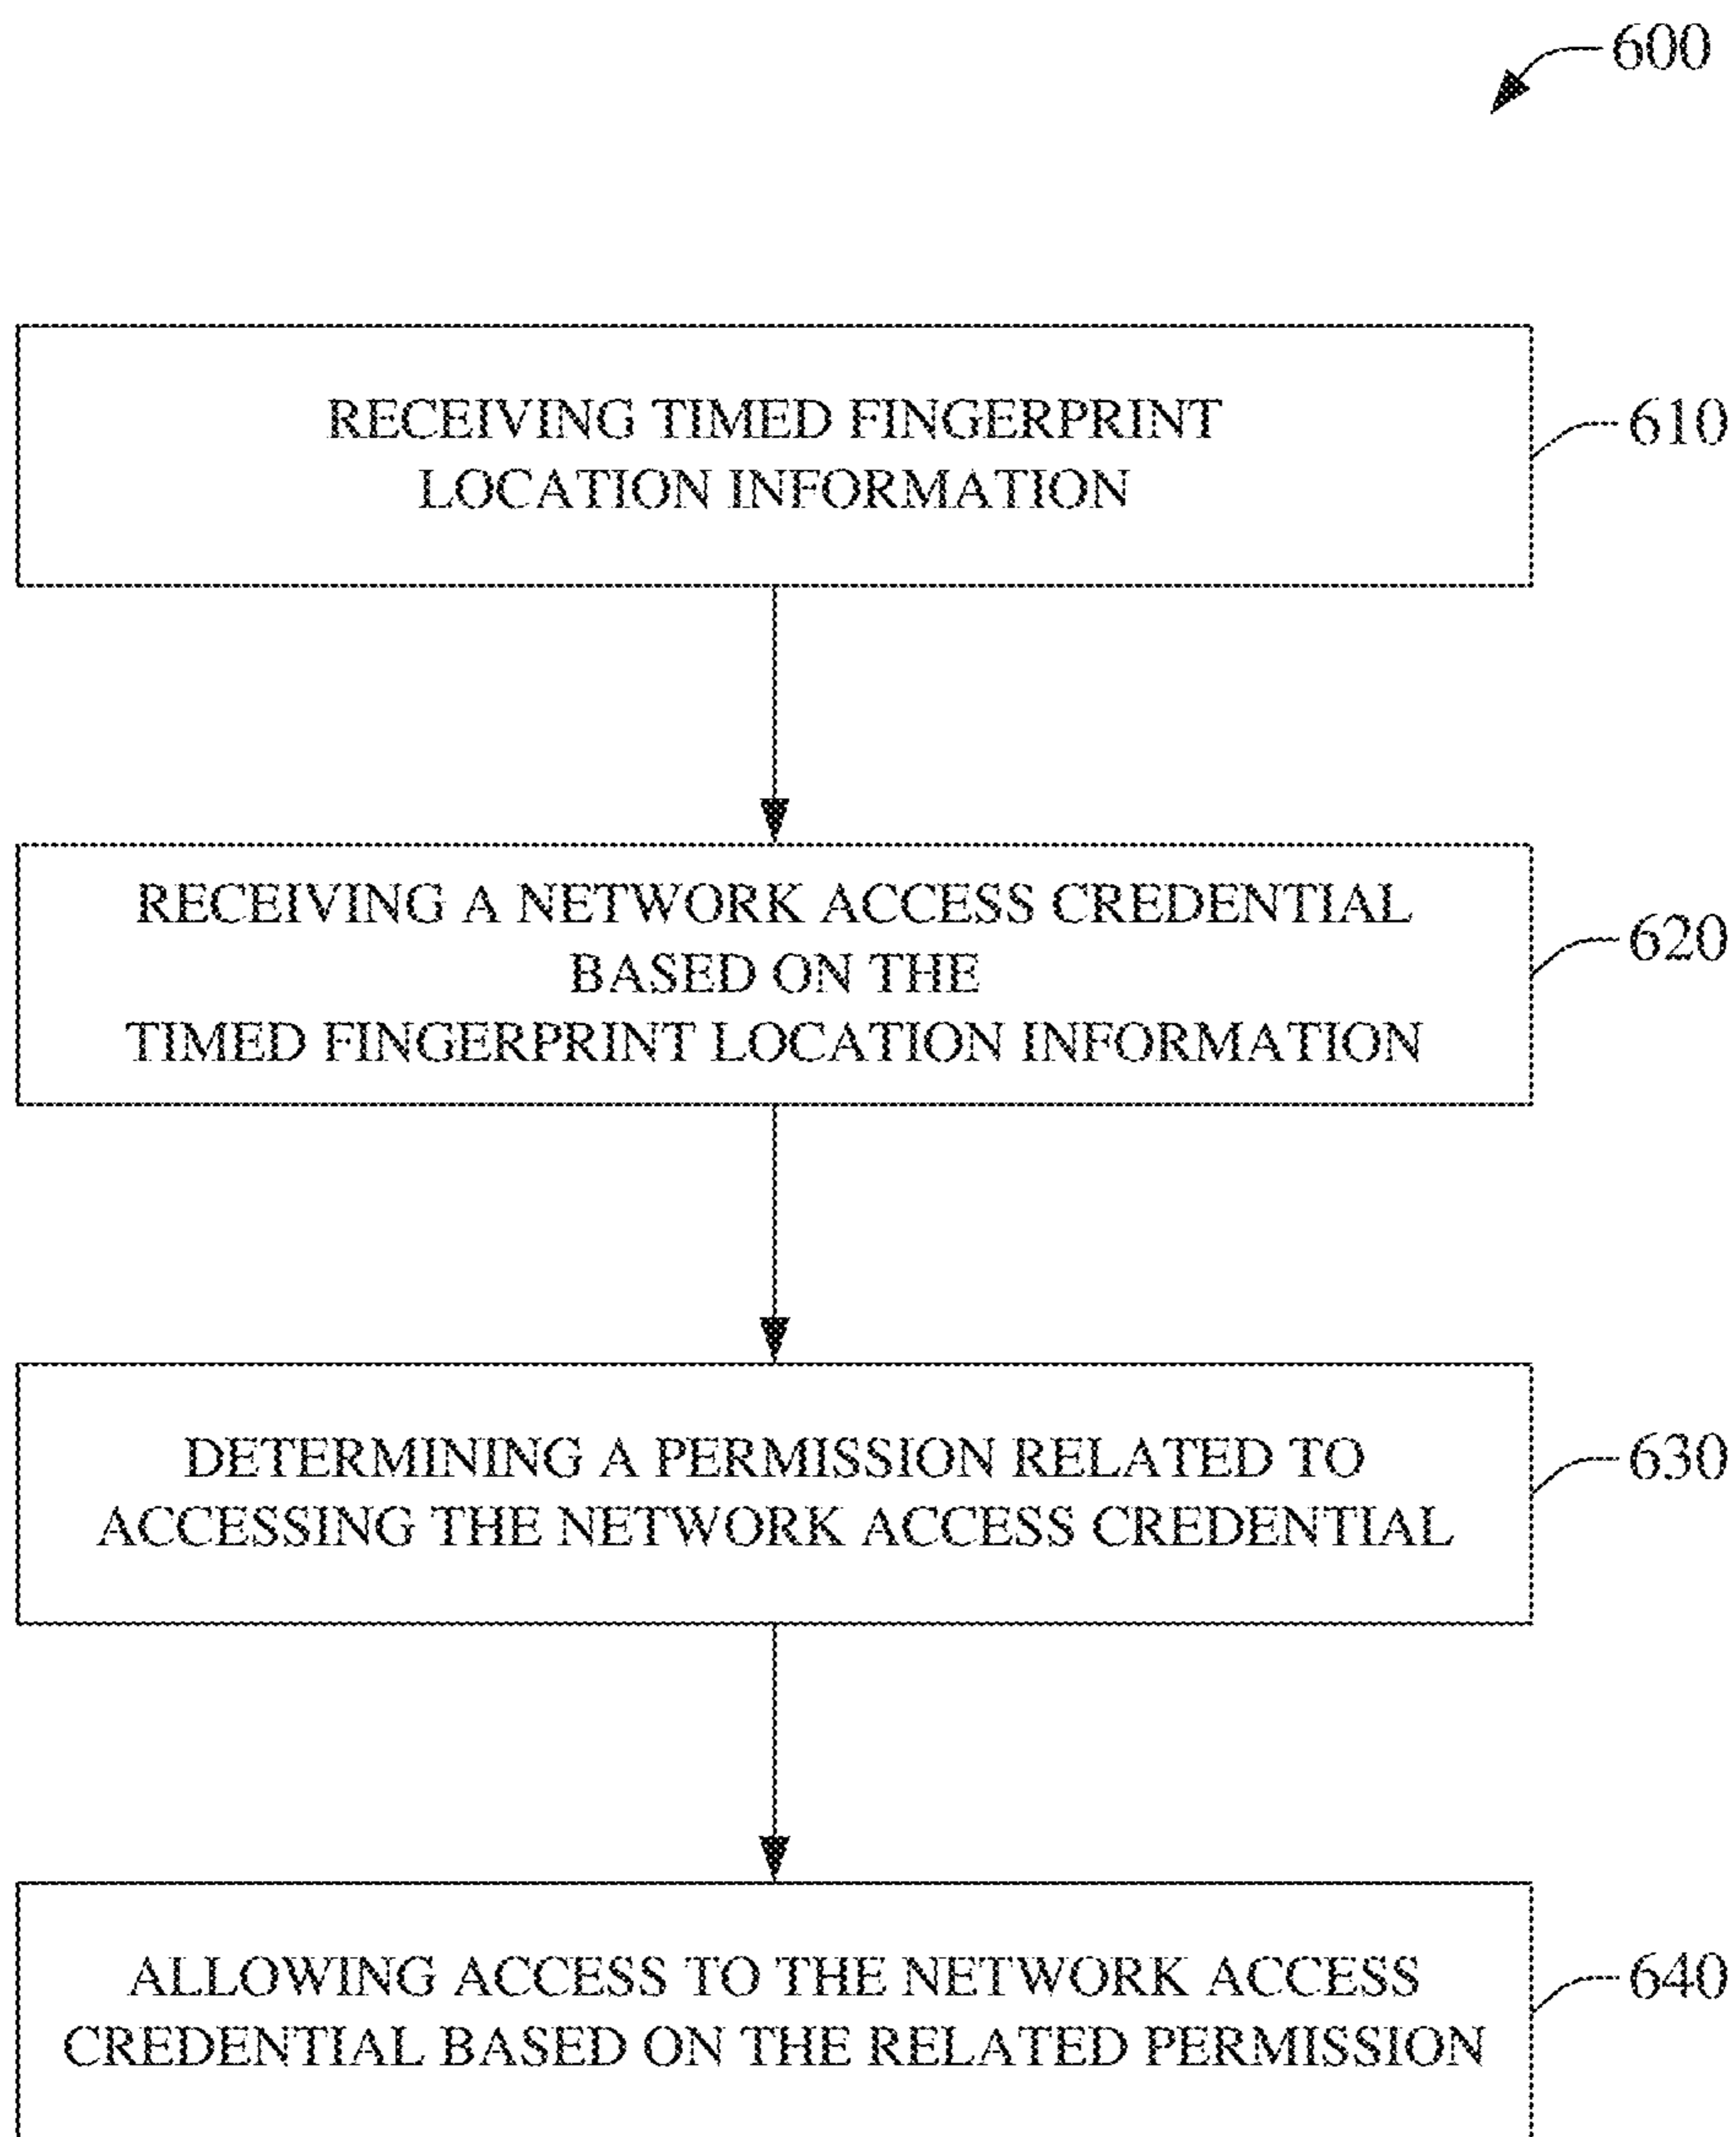 600
RECEIVING TIMED FINGERPRINT
LOCATION INFORMATION
610
RECEIVING A NETWORK ACCESS CREDENTIAL
BASED ON THE
TIMED FINGERPRINT LOCATION INFORMATION
620
DETERMINING A PERMISSION RELATED TO
ACCESSING THE NETWORK ACCESS CREDENTIAL
630
ALLOWING ACCESS TO THE NETWORK ACCESS
CREDENTIAL BASED ON THE RELATED PERMISSION
640